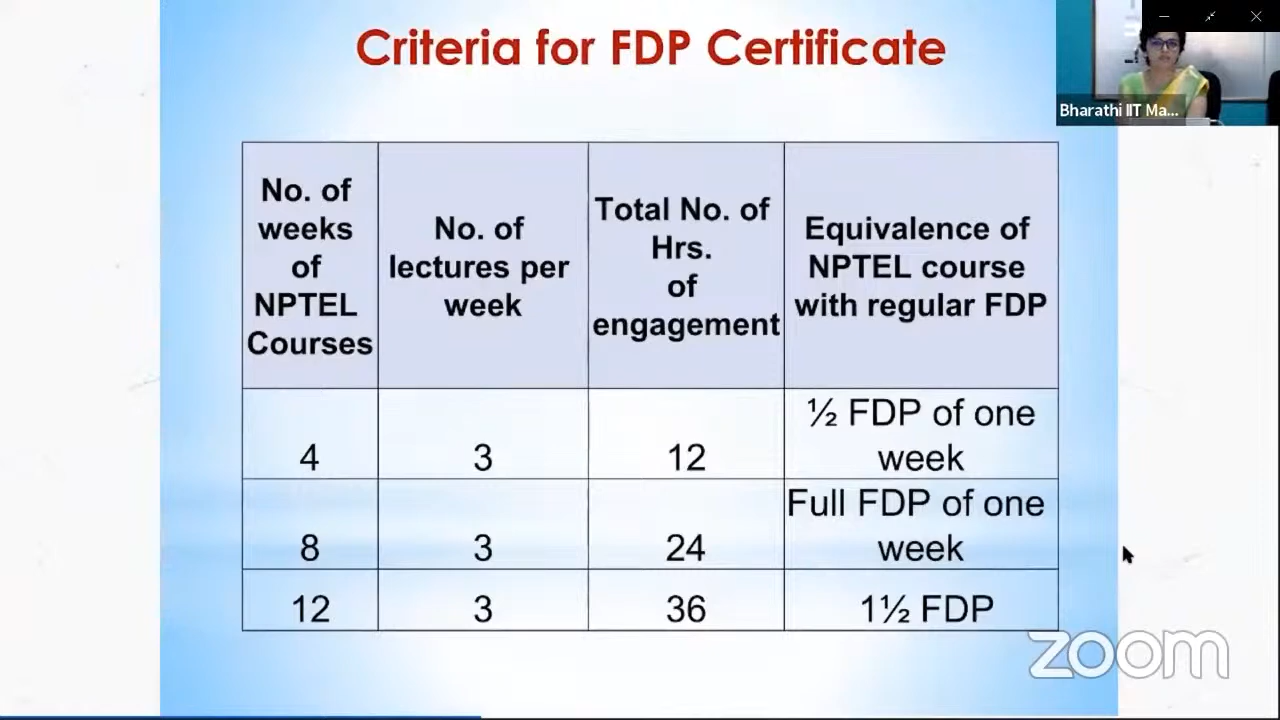 Criteria for FDP Certificate
Bharathi IIT Ma...
No. of
weeks
of
NPTEL
Courses
No. of
lectures per
week
Total No. of
Hrs.
of
engagement
Equivalence of
NPTEL course
with regular FDP
4
3
12
½ FDP of one
week
8
3
24
Full FDP of one
week
12
3
36
1½ FDP
zoom